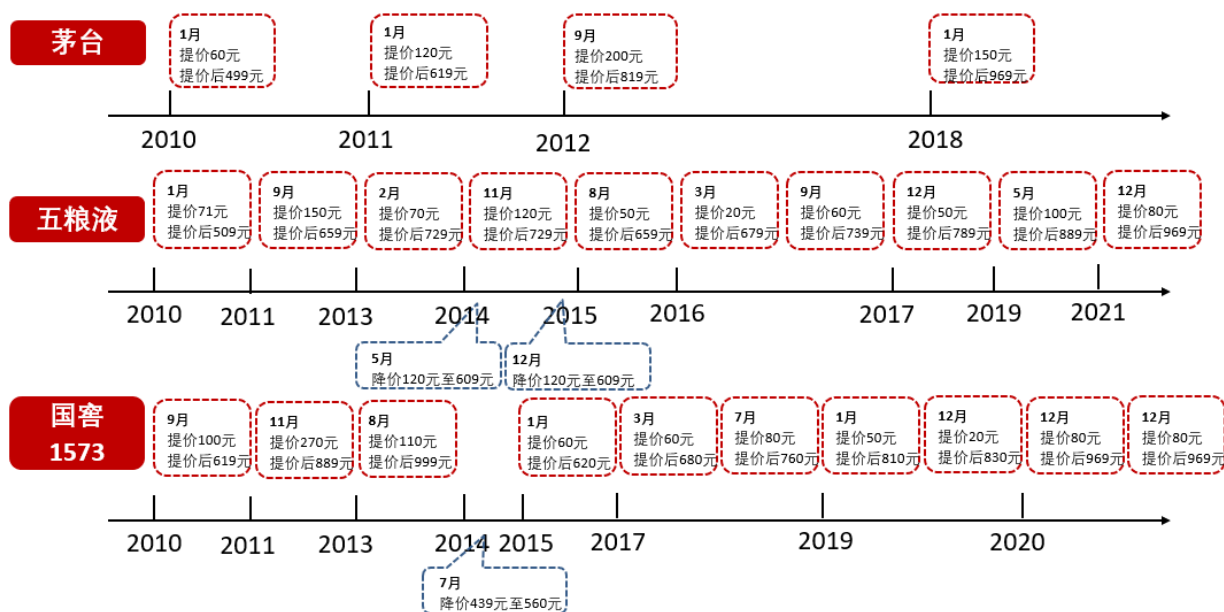 茅台
1月
提价60元
提价后499元
1月
提价120元
提价后619元
9月
提价200元
提价后819元
1月
提价150元
提价后969元
2010
2011
2012
2018
五粮液
1月
提价71元
提价后509元
9月
提价150元
提价后659元
2月
提价70元
提价后729元
11月
提价120元
提价后729元
8月
提价50元
提价后659元
3月
提价20元
提价后679元
9月
提价60元
提价后739元
12月
提价50元
提价后789元
5月
提价100元
提价后889元
12月
提价80元
提价后969元
2010
2011
2013
2014
2015
2016
2017
2019
2021
5月
降价120元至609元
12月
降价120元至609元
国窖
1573
9月
提价100元
提价后619元
11月
提价270元
提价后889元
8月
提价110元
提价后999元
1月
提价60元
提价后620元
3月
提价60元
提价后680元
7月
提价80元
提价后760元
1月
提价50元
提价后810元
12月
提价20元
提价后830元
12月
提价80元
提价后969元
12月
提价80元
提价后969元
2010
2011
2013
2014
2015
2017
2019
2020
7月
降价439元至560元